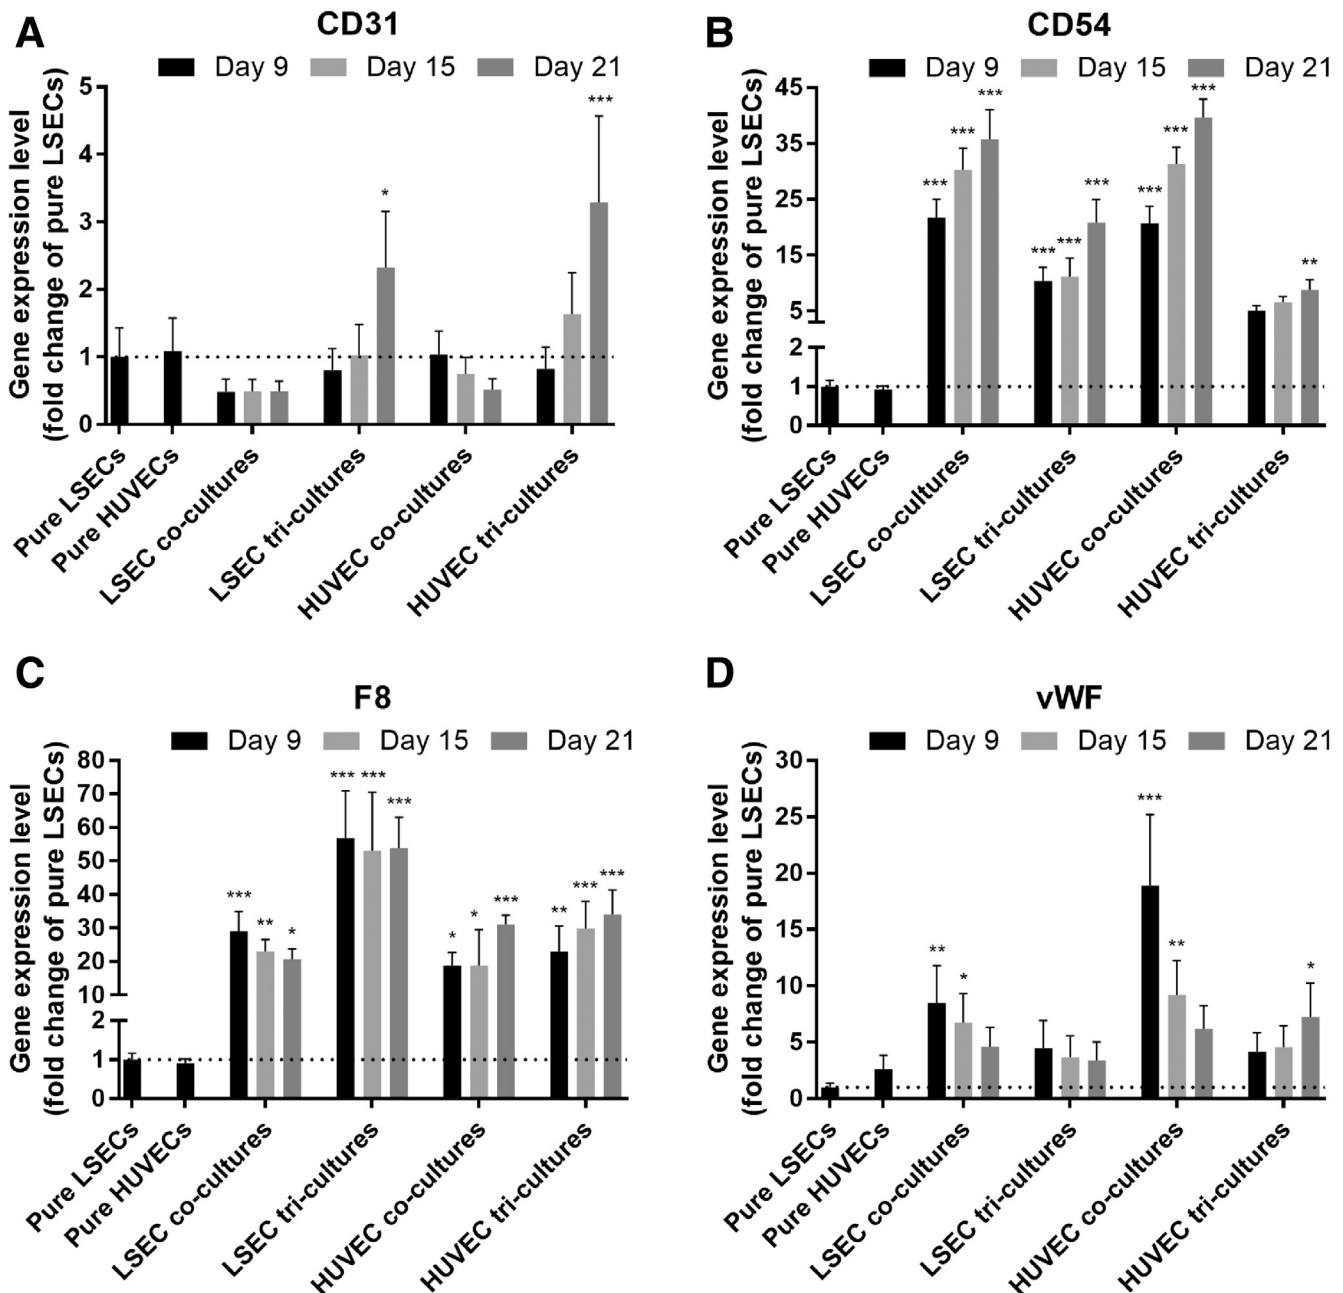 A
CD31
Day 9 Day 15 Day 21
Gene expression level
(fold change of pure LSECs)
5
4
3
2
1
0
***
*
Pure LSECs
Pure HUVECs
LSEC co-cultures
LSEC tri-cultures
HUVEC co-cultures
HUVEC tri-cultures
B
CD54
Day 9 Day 15 Day 21
Gene expression level
(fold change of pure LSECs)
45
35
25
15
5
2
1
0
*** *** ***
*** *** ***
*** *** ***
**
Pure LSECs
Pure HUVECs
LSEC co-cultures
LSEC tri-cultures
HUVEC co-cultures
HUVEC tri-cultures
C
F8
Day 9 Day 15 Day 21
Gene expression level
(fold change of pure LSECs)
80
70
60
50
40
30
20
10
2
1
0
*** ** *
*** *** ***
* * ***
** *** ***
Pure LSECs
Pure HUVECs
LSEC co-cultures
LSEC tri-cultures
HUVEC co-cultures
HUVEC tri-cultures
D
vWF
Day 9 Day 15 Day 21
Gene expression level
(fold change of pure LSECs)
30
25
20
15
10
5
0
** *
*** **
*
Pure LSECs
Pure HUVECs
LSEC co-cultures
LSEC tri-cultures
HUVEC co-cultures
HUVEC tri-cultures